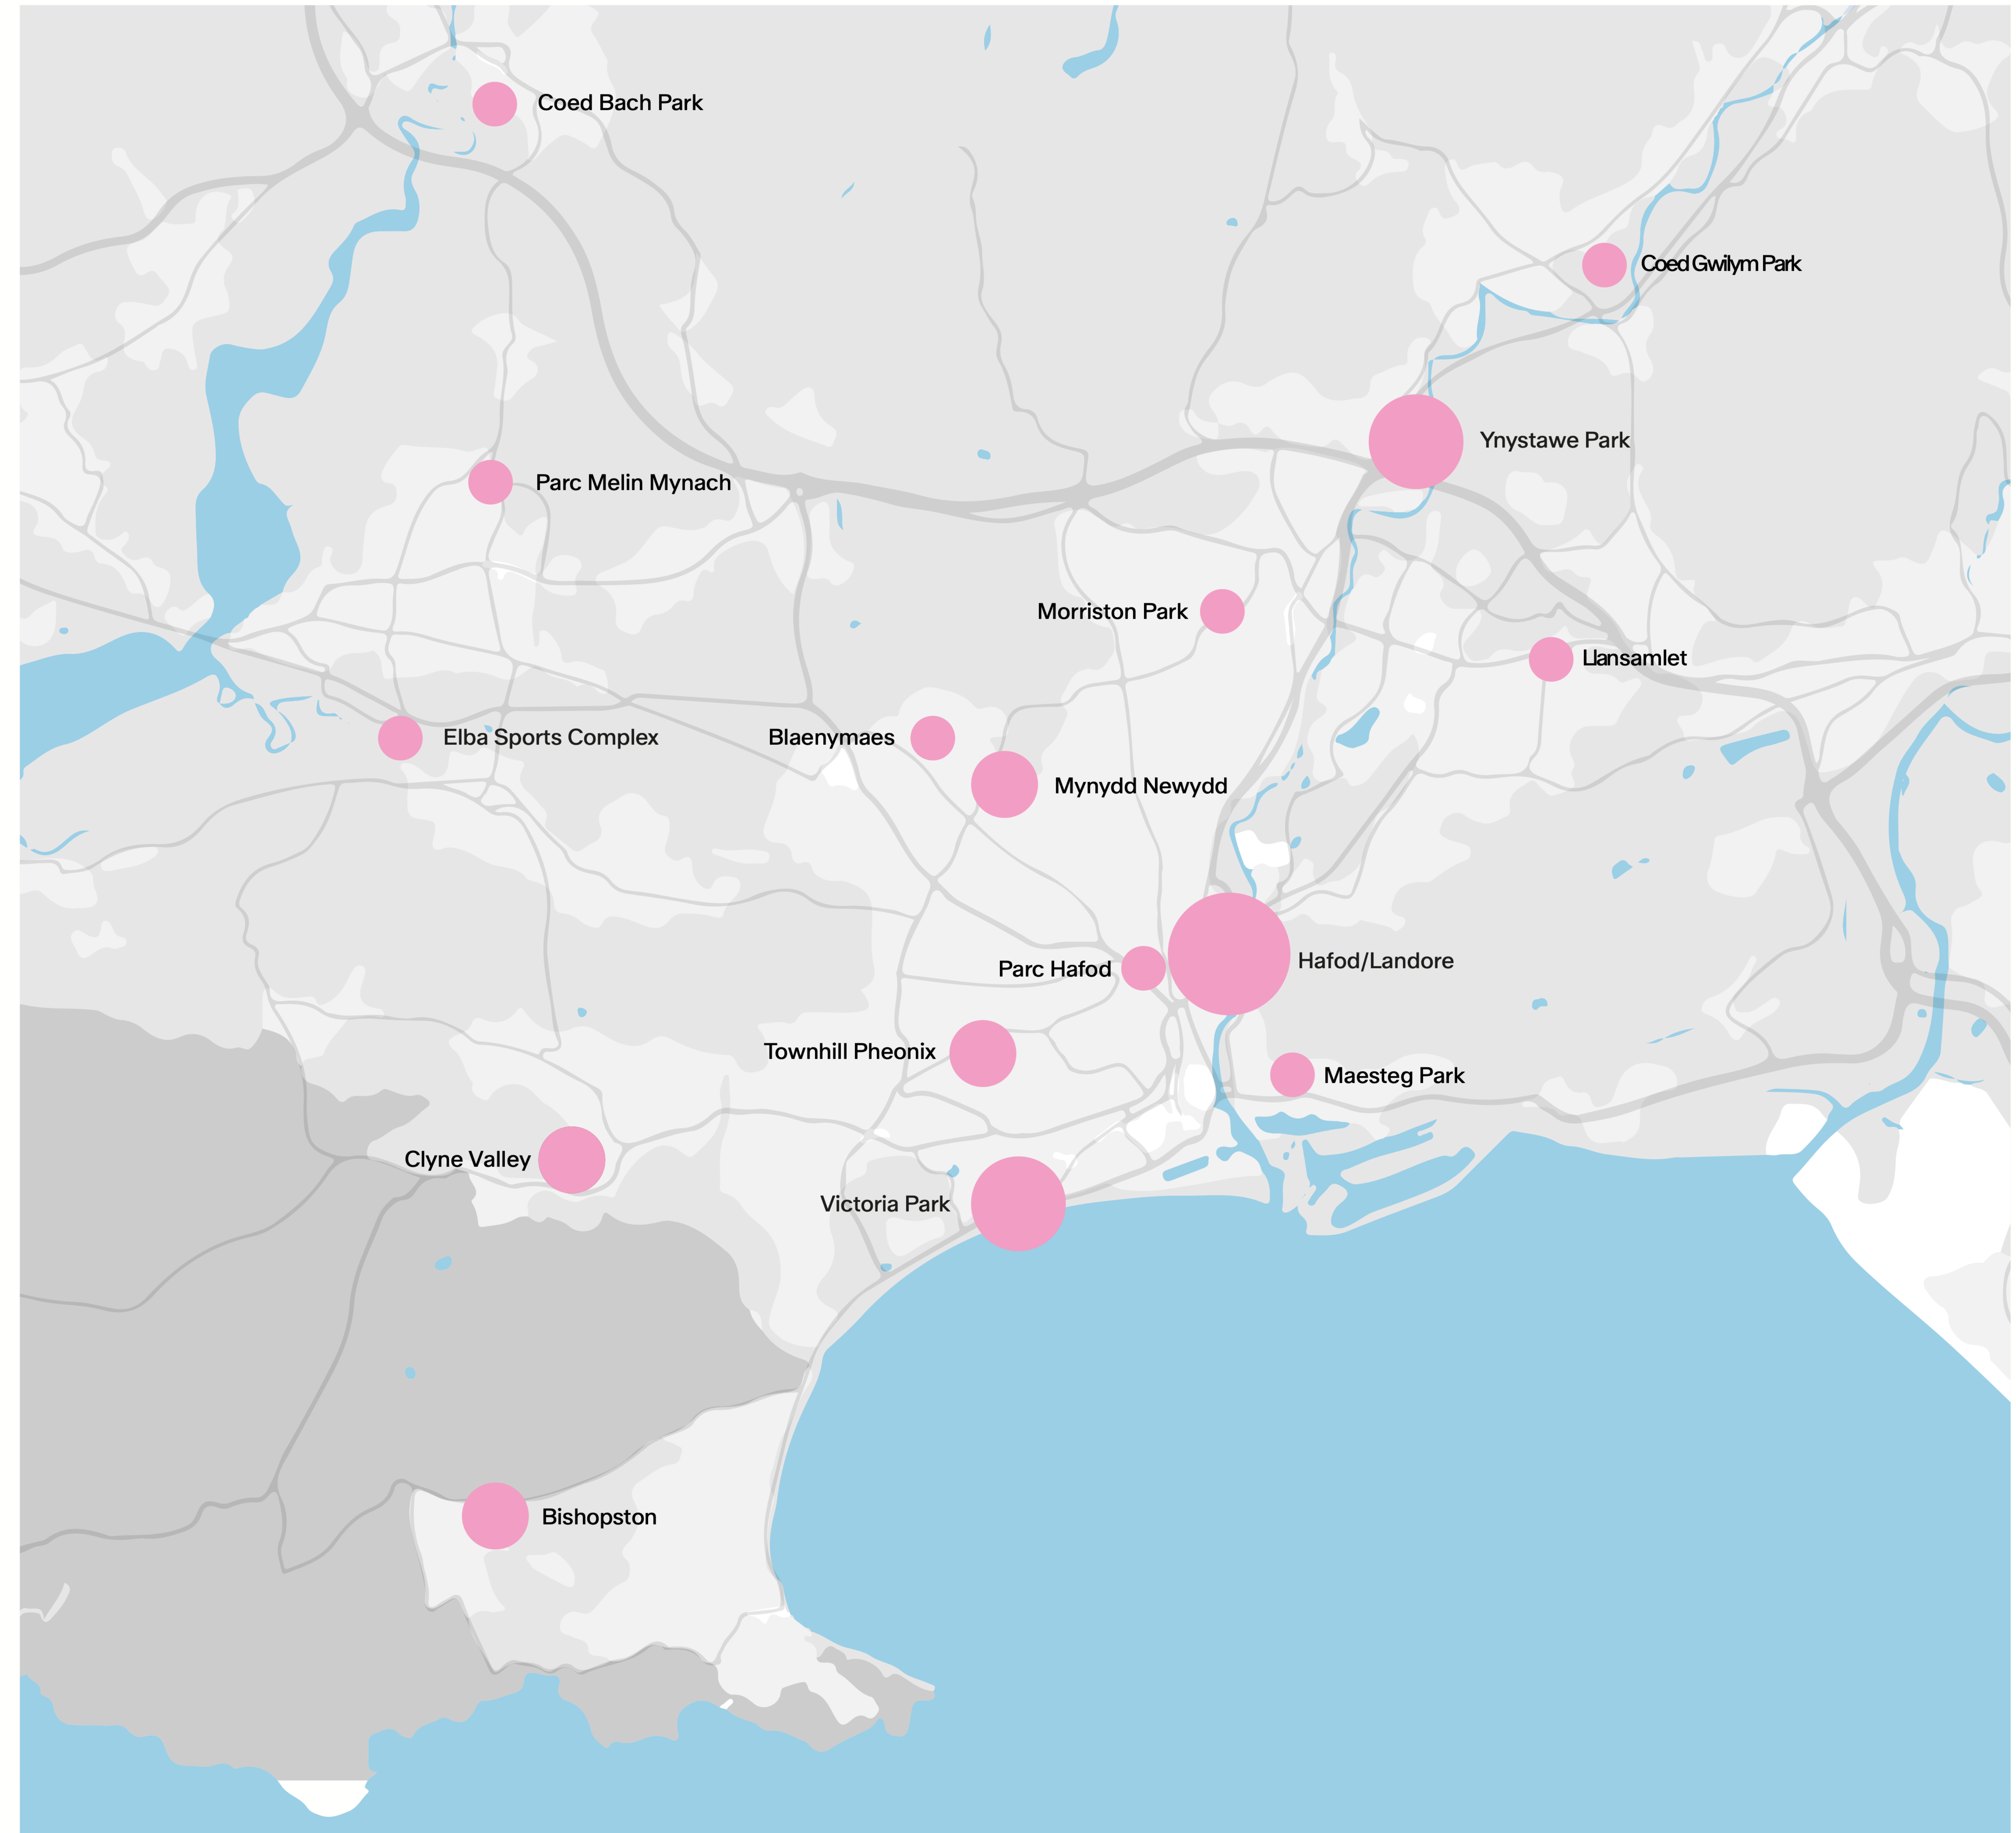 Coed Bach Park
Coed Gwilym Park
Ynystawe Park
Parc Melin Mynach
Morriston Park
Llansamlet
Elba Sports Complex
Blaenymaes
Mynydd Newydd
Parc Hafod
Hafod/Landore
Townhill Pheonix
Maesteg Park
Clyne Valley
Victoria Park
Bishopston